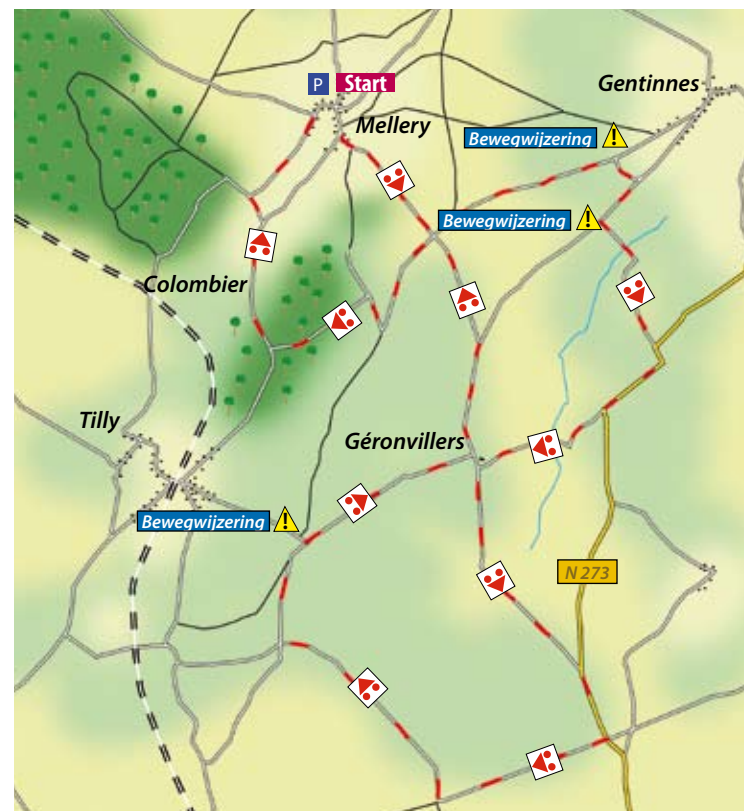 Gentinnes
P Start
Mellery
Bewegwijzering !
Bewegwijzering !
Colombier
Tilly
Géronvillers
Bewegwijzering !
N 273